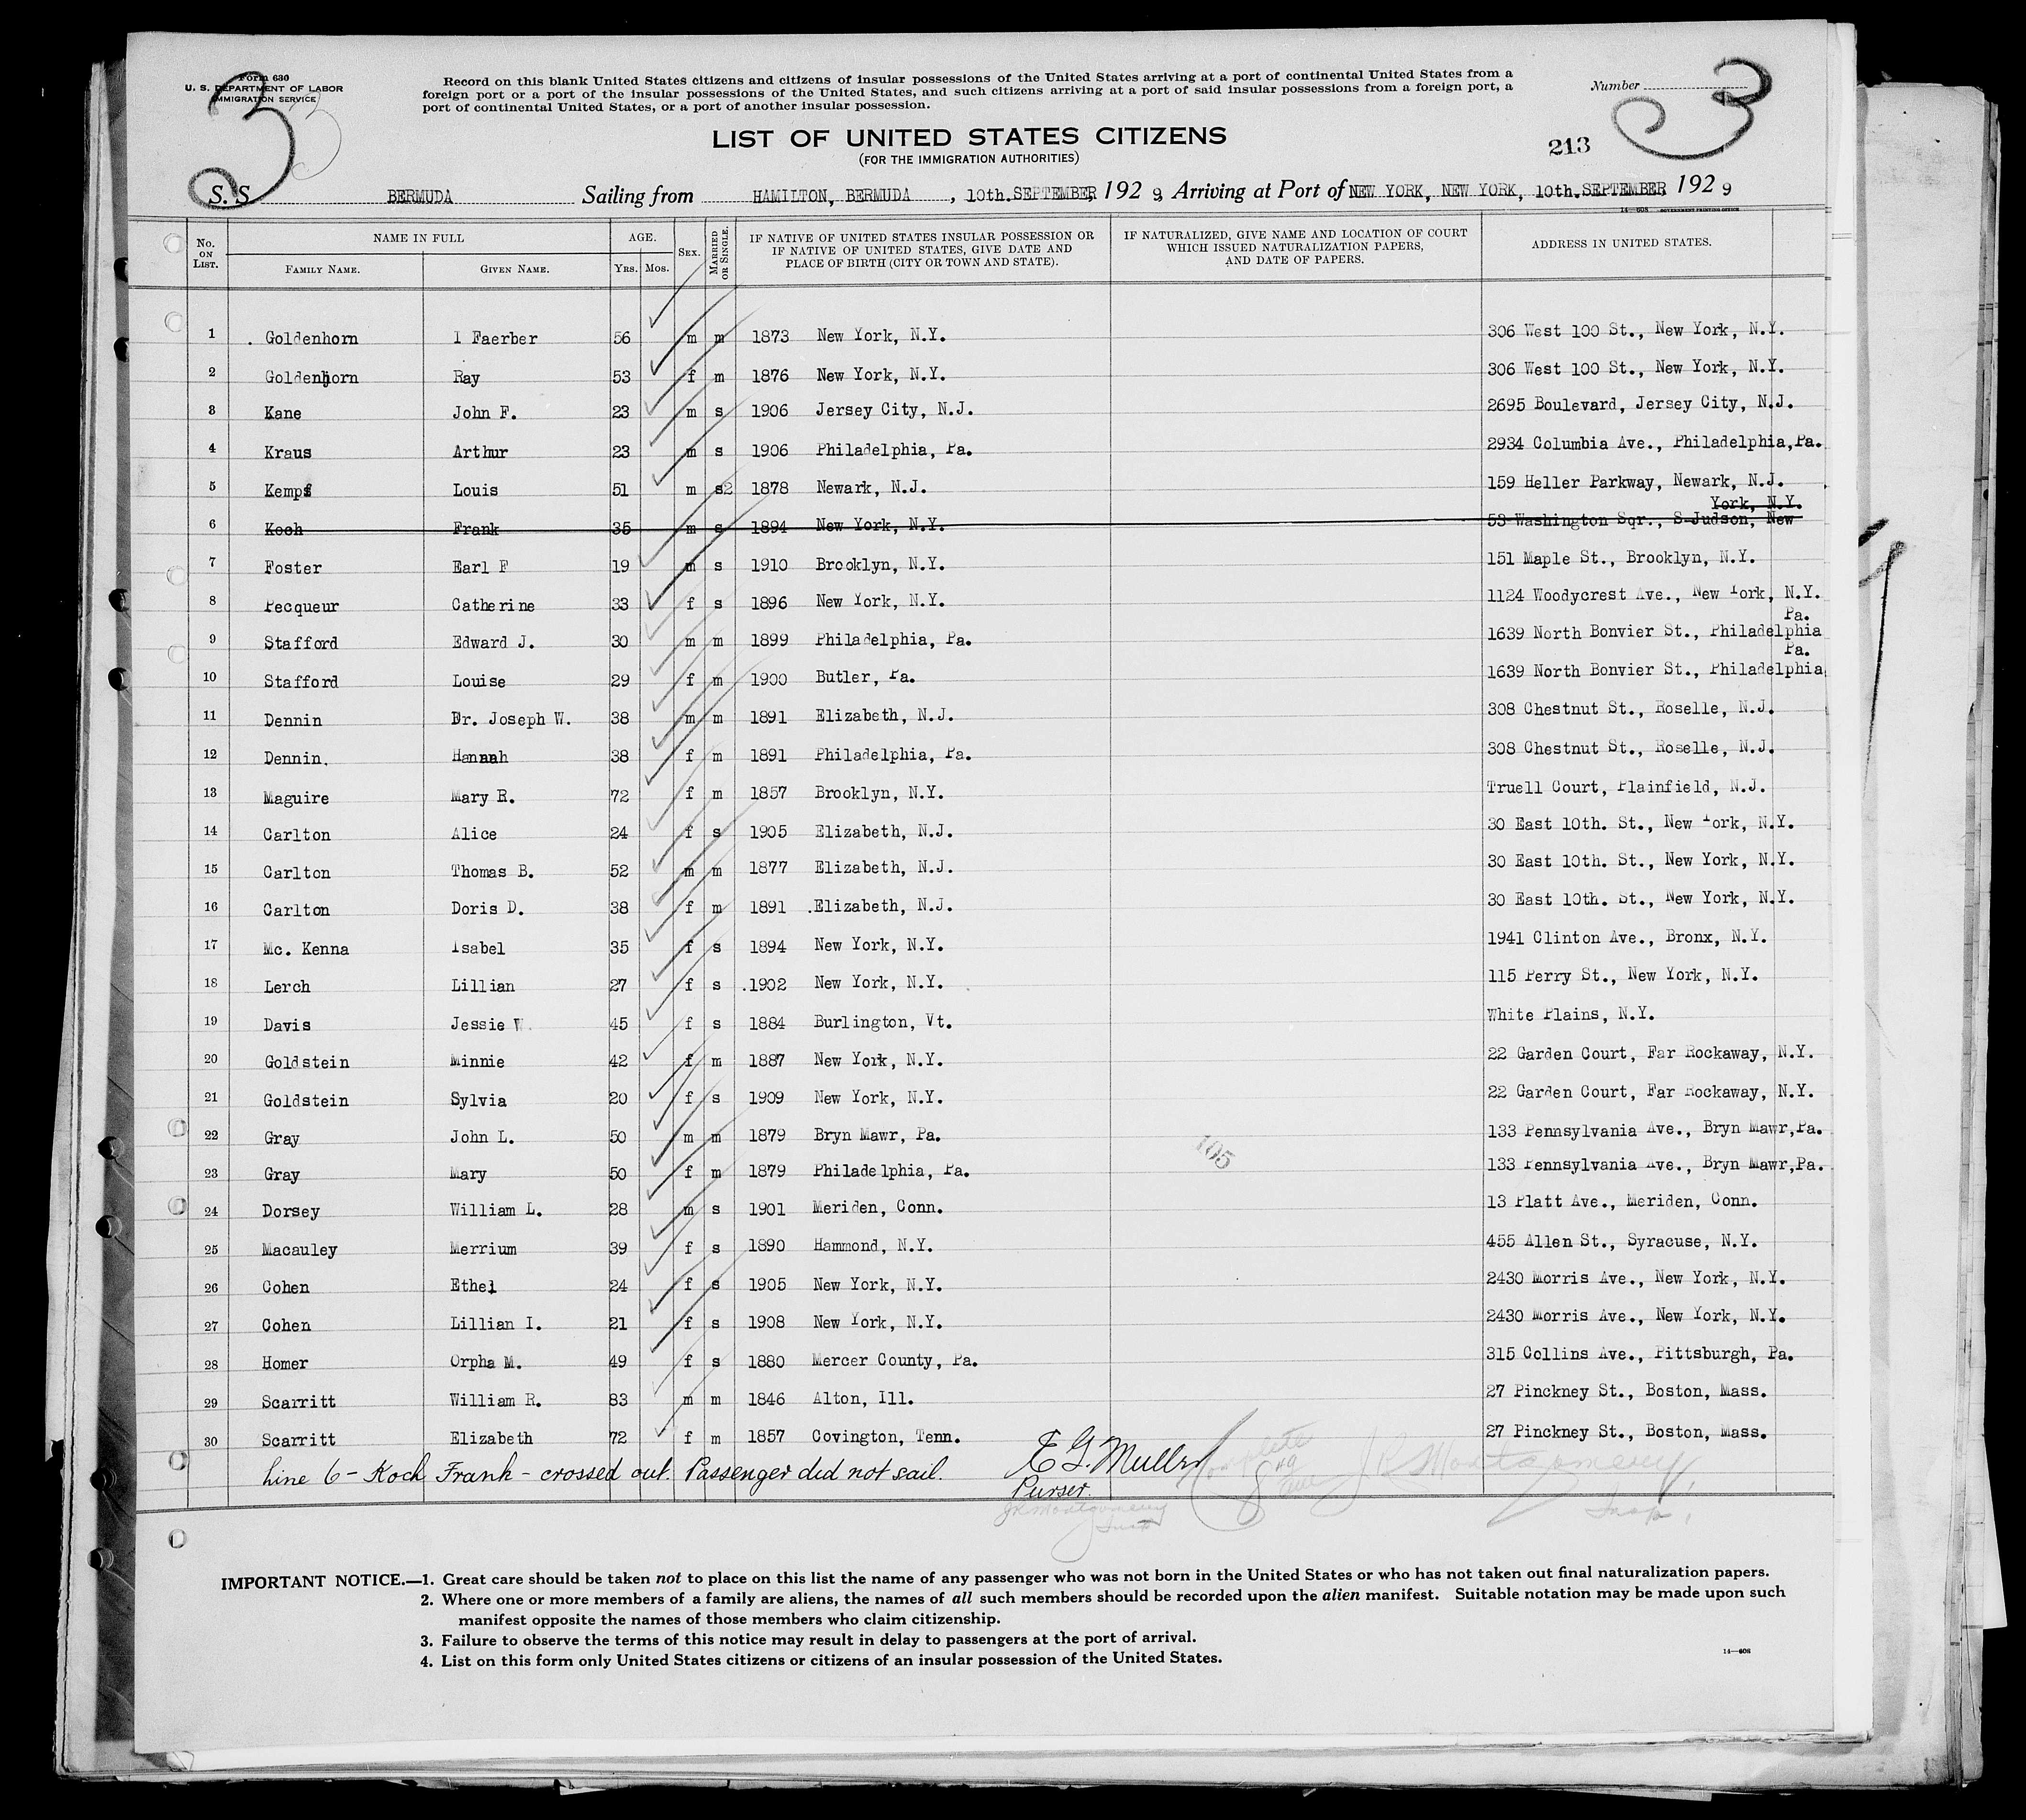 Form 630
U. S. DEPARTMENT OF LABOR
IMMIGRATION SERVICE
3
Record on this blank United States citizens and citizens of insular possessions of the United States arriving at a port of continental United States from a
foreign port or a port of the insular possessions of the United States, and such citizens arriving at a port of said insular possessions from a foreign port, a
port of continental United States, or a port of another insular possession.
Number 3
LIST OF UNITED STATES CITIZENS
(FOR THE IMMIGRATION AUTHORITIES)
213
S. S. BERMUDA Sailing from HAMILTON, BERMUDA, 10th. SEPTEMBER, 1929, Arriving at Port of NEW YORK, NEW YORK, 10th. SEPTEMBER, 1929
14—608 GOVERNMENT PRINTING OFFICE
No. ON LIST. NAME IN FULL FAMILY NAME. GIVEN NAME. AGE. YRS. MOS. SEX. MARRIED OR SINGLE. IF NATIVE OF UNITED STATES INSULAR POSSESSION OR IF NATIVE OF UNITED STATES, GIVE DATE AND PLACE OF BIRTH (CITY OR TOWN AND STATE). IF NATURALIZED, GIVE NAME AND LOCATION OF COURT WHICH ISSUED NATURALIZATION PAPERS, AND DATE OF PAPERS. ADDRESS IN UNITED STATES.
1 Goldenhorn I Faerber 56 m m 1873 New York, N.Y. 306 West 100 St., New York, N.Y.
2 Goldenhorn Ray 53 f m 1876 New York, N.Y. 306 West 100 St., New York, N.Y.
3 Kane John F. 23 m s 1906 Jersey City, N.J. 2695 Boulevard, Jersey City, N.J.
4 Kraus Arthur 23 m s 1906 Philadelphia, Pa. 2934 Columbia Ave., Philadelphia, Pa.
5 Kempf Louis 51 m s 1878 Newark, N.J. 159 Heller Parkway, Newark, N.J.
6 Koch Frank 35 m s 1894 New York, N.Y. 53 Washington Sqr., S Judson, New York, N.Y.
7 Foster Earl F 19 m s 1910 Brooklyn, N.Y. 151 Maple St., Brooklyn, N.Y.
8 Pecqueur Catherine 33 f s 1896 New York, N.Y. 1124 Woodycrest Ave., New York, N.Y.
9 Stafford Edward J. 30 m m 1899 Philadelphia, Pa. 1639 North Bonvier St., Philadelphia Pa.
10 Stafford Louise 29 f m 1900 Butler, Pa. 1639 North Bonvier St., Philadelphia Pa.
11 Dennin Dr. Joseph W. 38 m m 1891 Elizabeth, N.J. 308 Chestnut St., Roselle, N.J.
12 Dennin. Hannah 38 f m 1891 Philadelphia, Pa. 308 Chestnut St., Roselle, N.J.
13 Maguire Mary R. 72 f m 1857 Brooklyn, N.Y. Truell Court, Plainfield, N.J.
14 Carlton Alice 24 f s 1905 Elizabeth, N.J. 30 East 10th. St., New York, N.Y.
15 Carlton Thomas B. 52 m m 1877 Elizabeth, N.J. 30 East 10th. St., New York, N.Y.
16 Carlton Doris D. 38 f m 1891 Elizabeth, N.J. 30 East 10th. St., New York, N.Y.
17 Mc. Kenna Isabel 35 f s 1894 New York, N.Y. 1941 Clinton Ave., Bronx, N.Y.
18 Lerch Lillian 27 f s 1902 New York, N.Y. 115 Perry St., New York, N.Y.
19 Davis Jessie W. 45 f s 1884 Burlington, Vt. White Plains, N.Y.
20 Goldstein Minnie 42 f m 1887 New York, N.Y. 22 Garden Court, Far Rockaway, N.Y.
21 Goldstein Sylvia 20 f s 1909 New York, N.Y. 22 Garden Court, Far Rockaway, N.Y.
22 Gray John L. 50 m m 1879 Bryn Mawr, Pa. 133 Pennsylvania Ave., Bryn Mawr, Pa.
23 Gray Mary 50 f m 1879 Philadelphia, Pa. 133 Pennsylvania Ave., Bryn Mawr, Pa.
24 Dorsey William L. 28 m s 1901 Meriden, Conn. 13 Platt Ave., Meriden, Conn.
25 Macauley Merrium 39 f s 1890 Hammond, N.Y. 455 Allen St., Syracuse, N.Y.
26 Cohen Ethel 24 f s 1905 New York, N.Y. 2430 Morris Ave., New York, N.Y.
27 Cohen Lillian I. 21 f s 1908 New York, N.Y. 2430 Morris Ave., New York, N.Y.
28 Homer Orpha M. 49 f s 1880 Mercer County, Pa. 315 Collins Ave., Pittsburgh, Pa.
29 Scarritt William R. 83 m m 1846 Alton, Ill. 27 Pinckney St., Boston, Mass.
30 Scarritt Elizabeth 72 f m 1857 Covington, Tenn. 27 Pinckney St., Boston, Mass.
105
Line 6 - Koch Frank - crossed out. Passenger did not sail. E G. Muller
Purser.
J R Montgomery
Insp.
JR Montgomery
Insp
IMPORTANT NOTICE.—1. Great care should be taken not to place on this list the name of any passenger who was not born in the United States or who has not taken out final naturalization papers.
2. Where one or more members of a family are aliens, the names of all such members should be recorded upon the alien manifest. Suitable notation may be made upon such
manifest opposite the names of those members who claim citizenship.
3. Failure to observe the terms of this notice may result in delay to passengers at the port of arrival.
4. List on this form only United States citizens or citizens of an insular possession of the United States.
14—608